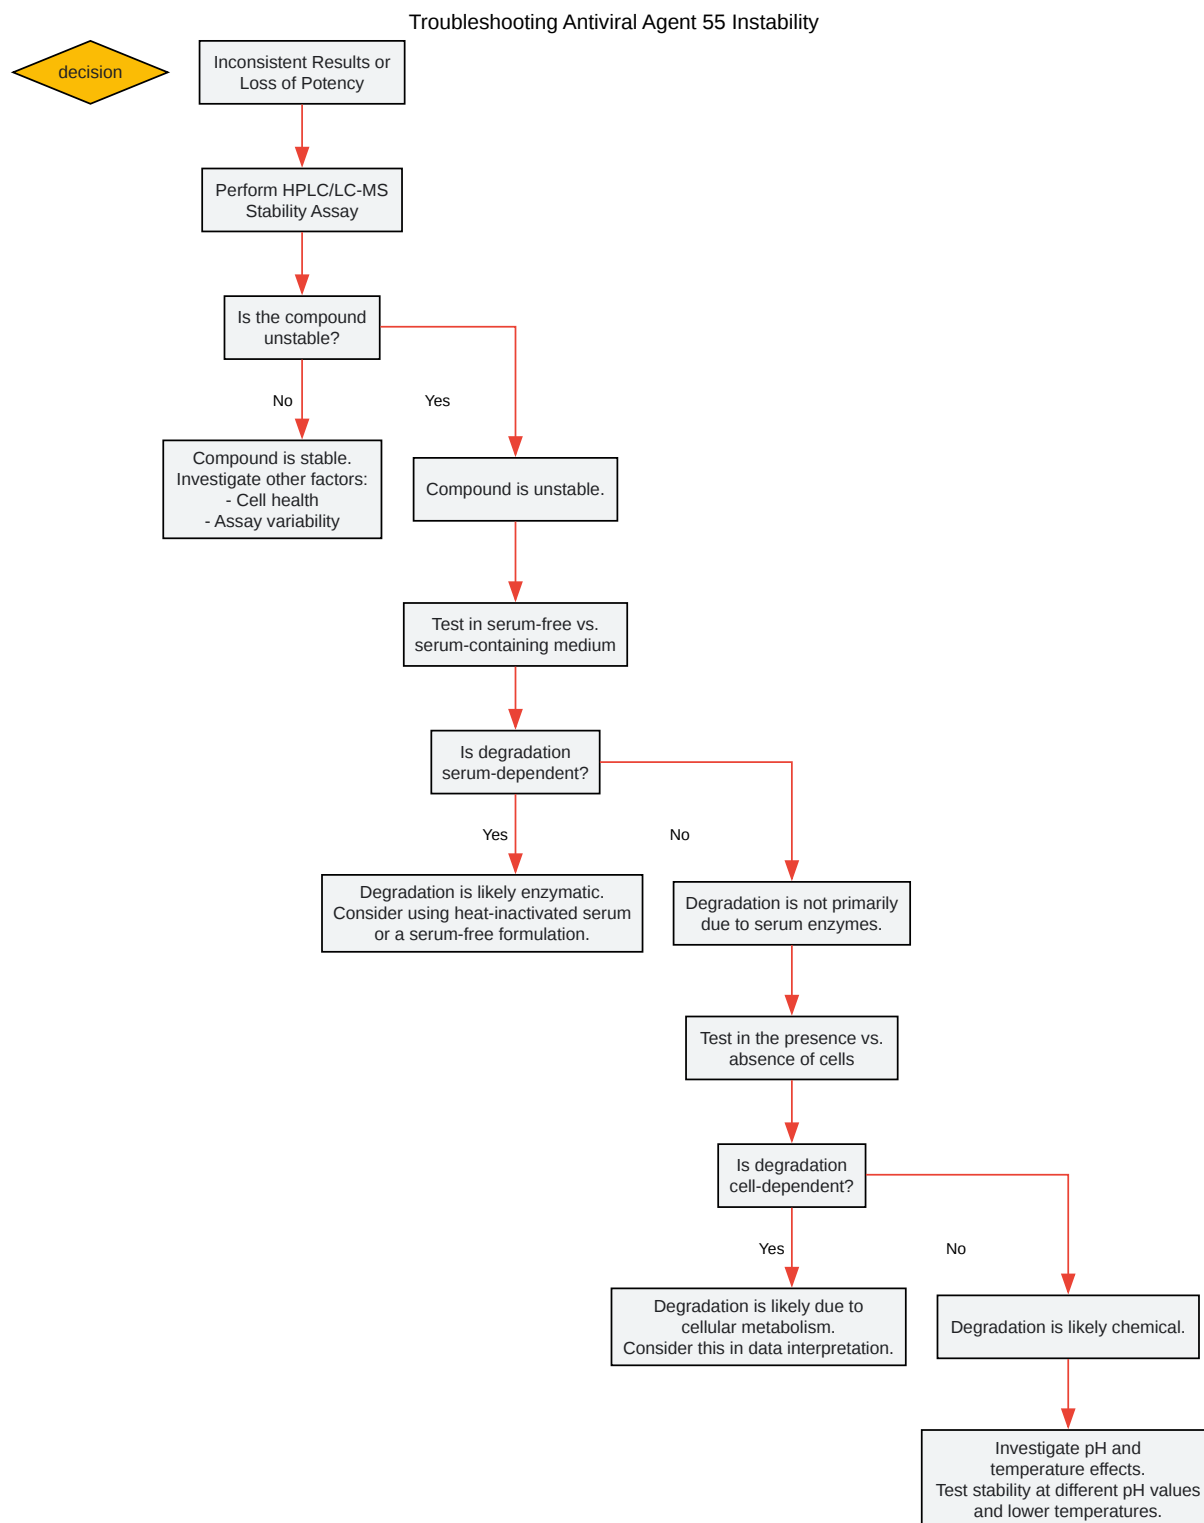 Troubleshooting Antiviral Agent 55 Instability
decision
Inconsistent Results or
Loss of Potency
Perform HPLC/LC-MS
Stability Assay
Is the compound
unstable?
No
Yes
Compound is stable.
Investigate other factors:
- Cell health
- Assay variability
Compound is unstable.
Test in serum-free vs.
serum-containing medium
Is degradation
serum-dependent?
Yes
No
Degradation is likely enzymatic.
Consider using heat-inactivated serum
or a serum-free formulation.
Degradation is not primarily
due to serum enzymes.
Test in the presence vs.
absence of cells
Is degradation
cell-dependent?
Yes
No
Degradation is likely due to
cellular metabolism.
Consider this in data interpretation.
Degradation is likely chemical.
Investigate pH and
temperature effects.
Test stability at different pH values
and lower temperatures.